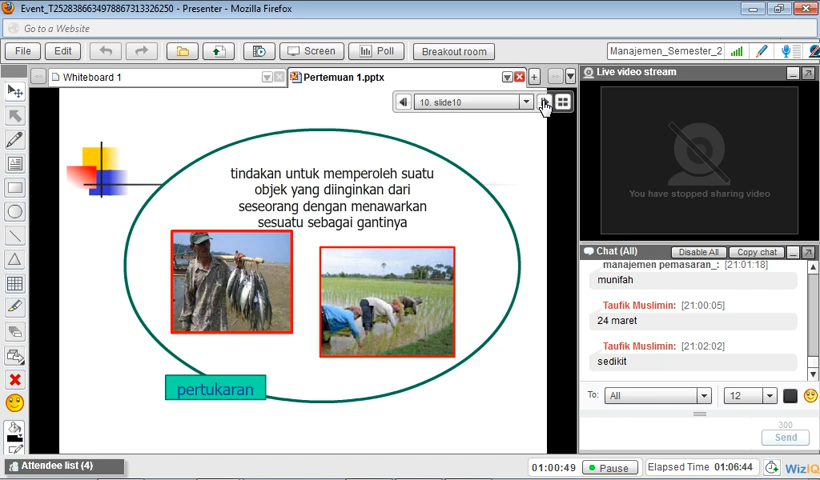 Event_T2528386634978867313326250 - Presenter - Mozilla Firefox
Go to a Website
File
Edit
Screen
Poll
Breakout room
Manajemen_Semester_2
Whiteboard 1
Pertemuan 1.pptx
Live video stream
10. slide10
You have stopped sharing video
tindakan untuk memperoleh suatu
objek yang diinginkan dari
seseorang dengan menawarkan
sesuatu sebagai gantinya
pertukaran
Chat (All)
Disable All
Copy chat
manajemen pemasaran_: [21:01:18]
munifah
Taufik Muslimin: [21:00:05]
24 maret
Taufik Muslimin: [21:02:02]
sedikit
To:
All
12
300
Send
Attendee list (4)
01:00:49
Pause
Elapsed Time
01:06:44
WizIQ